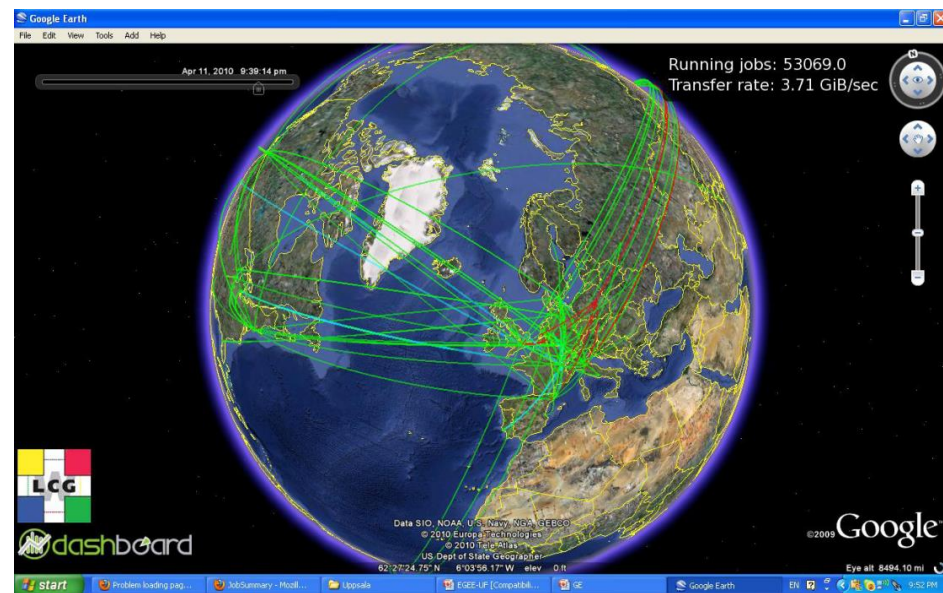 Google Earth
File Edit View Tools Add Help
Apr 11, 2010 9:39:14 pm
Running jobs: 53069.0
Transfer rate: 3.71 GiB/sec
N
LCG
dashboard
Data SIO, NOAA, U.S. Navy, NGA, GEBCO
© 2010 Europa Technologies
© 2010 Tele Atlas
US Dept of State Geographer
©2009 Google
62°27'24.75" N 6°03'56.17" W elev 0 ft
Eye alt 8494.10 mi
start Problem loading pag... JobSummary - Mozill... Uppsala EGEE-UF [Compatibili... GE Google Earth EN 9:52 PM